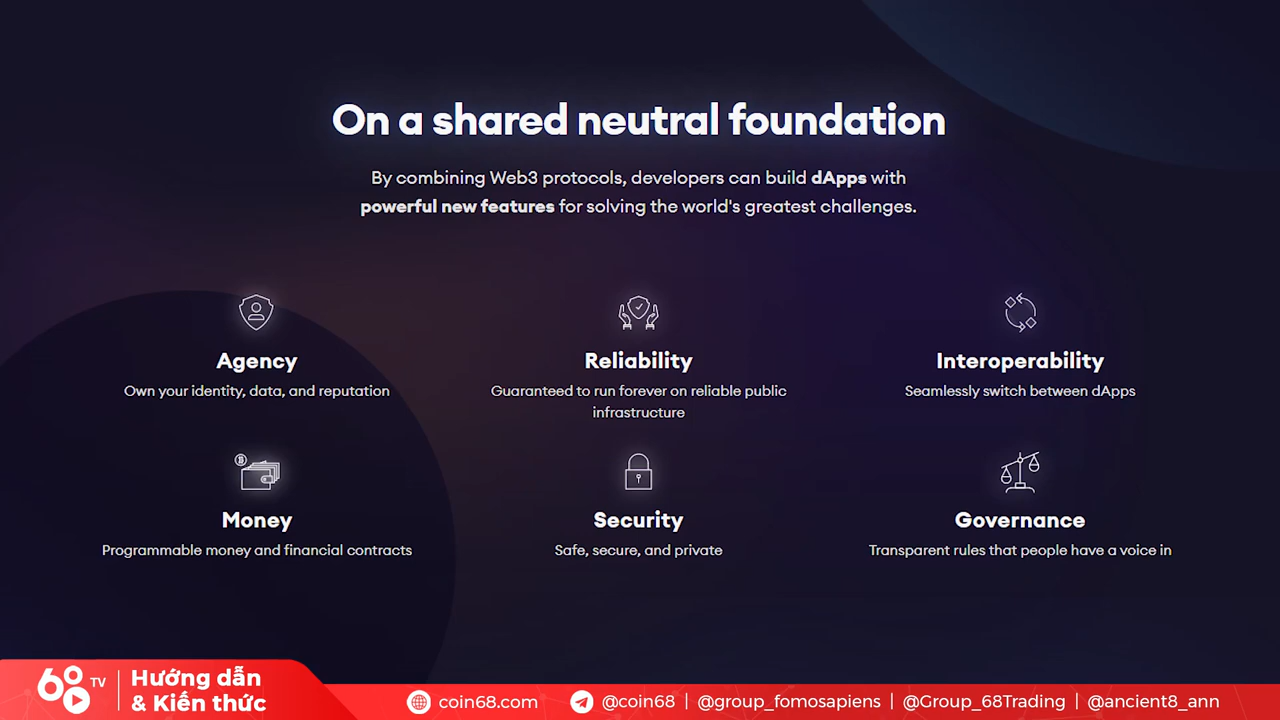 On a shared neutral foundation
By combining Web3 protocols, developers can build dApps with
powerful new features for solving the world's greatest challenges.
Agency
Own your identity, data, and reputation
Reliability
Guaranteed to run forever on reliable public
infrastructure
Interoperability
Seamlessly switch between dApps
Money
Programmable money and financial contracts
Security
Safe, secure, and private
Governance
Transparent rules that people have a voice in
68 TV
Hướng dẫn
& Kiến thức
coin68.com
@coin68 | @group_fomosapiens | @Group_68Trading | @ancient8_ann